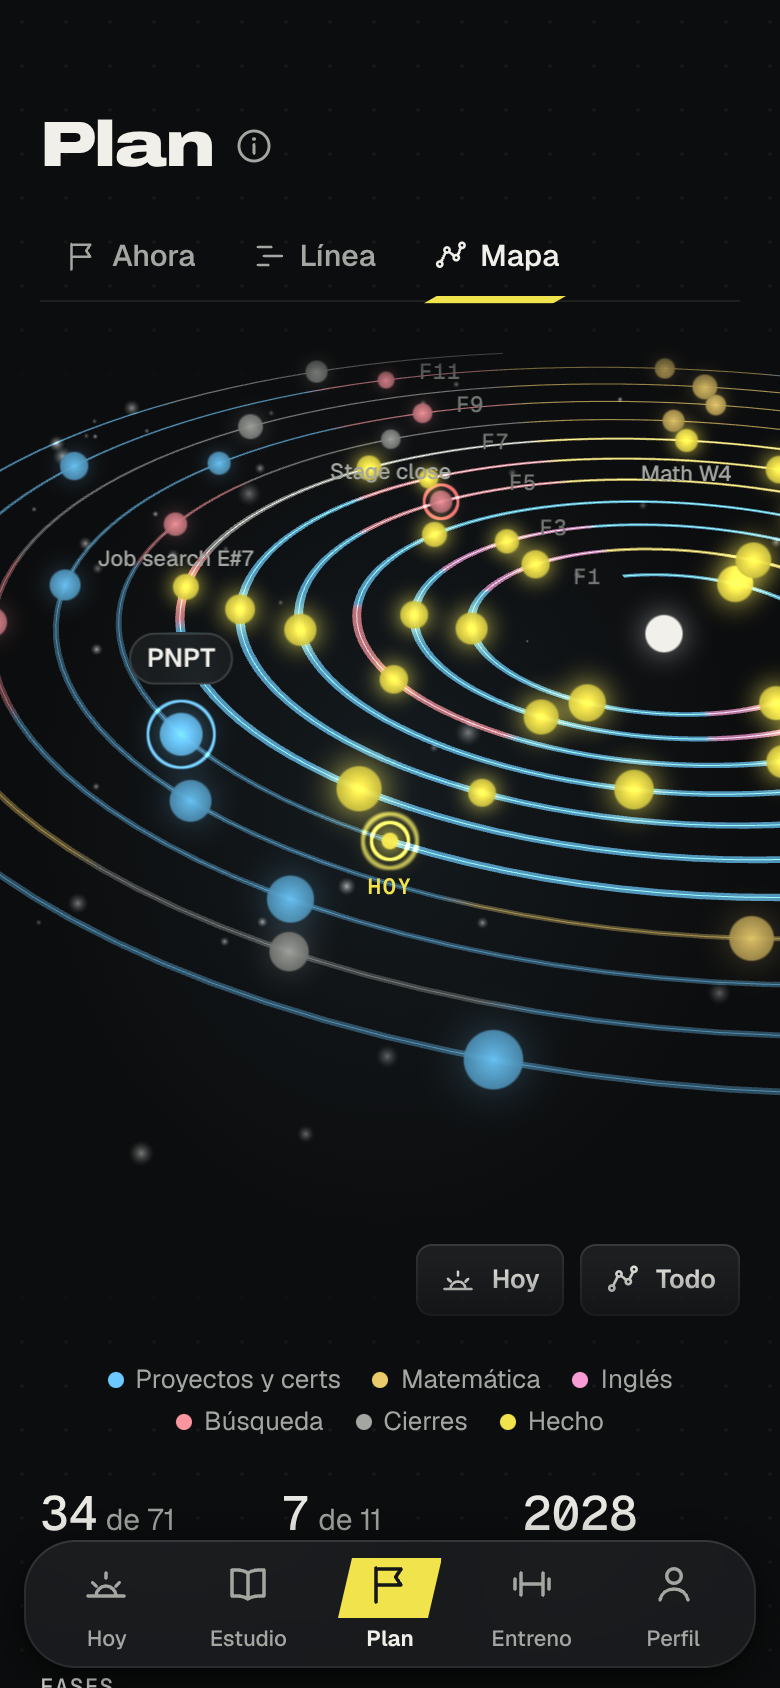 Plan
Ahora Línea Mapa
F11
F9
F7
Stage close
Math W4
F5
F3
Job search E#7
F1
PNPT
HOY
Hoy Todo
Proyectos y certs Matemática Inglés
Búsqueda Cierres Hecho
34 de 71 7 de 11 2028
Hoy Estudio Plan Entreno Perfil
FASES